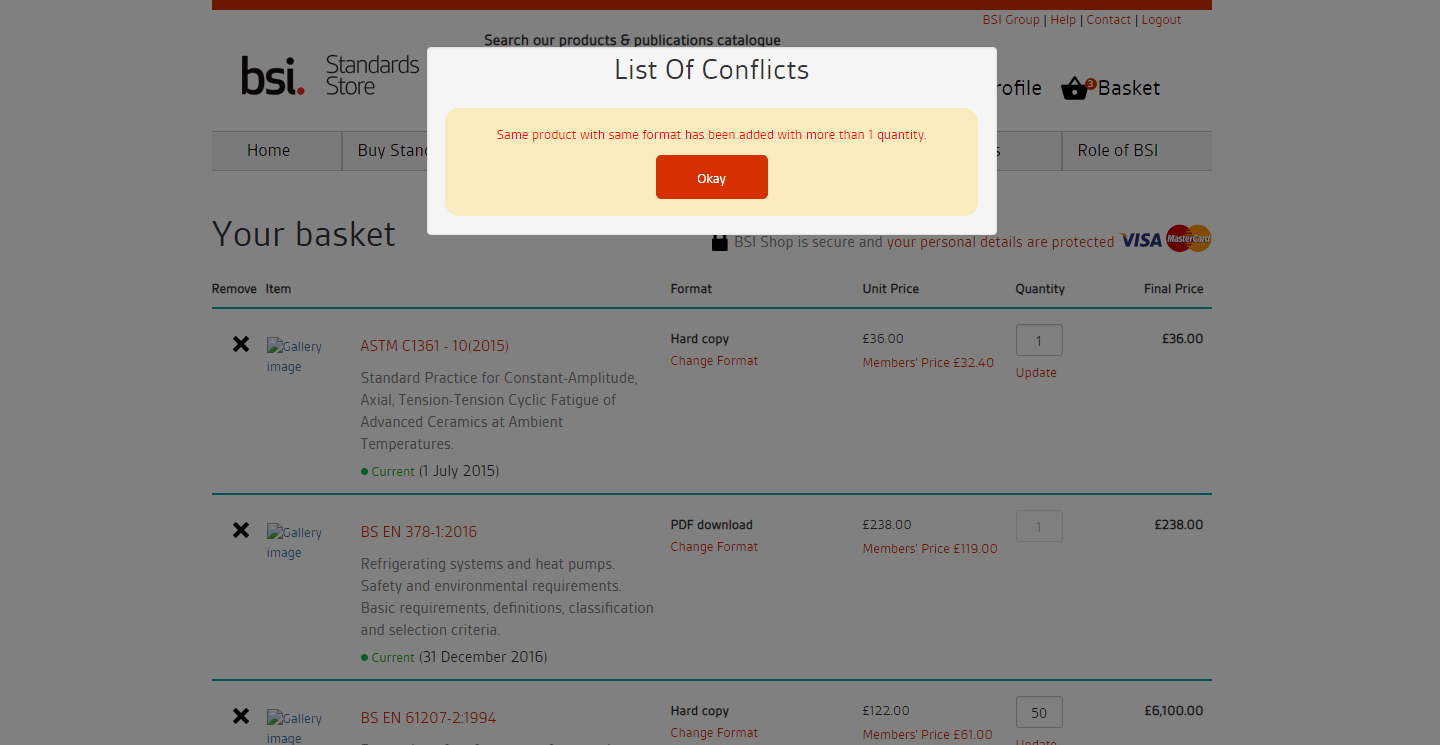 BSI Group | Help | Contact | Logout
Search our products & publications catalogue
bsi.
Standards
Store
List Of Conflicts
3
Basket
Same product with same format has been added with more than 1 quantity.
Okay
Home
Buy
Role of BSI
Your basket
BSI Shop is secure and your personal details are protected
VISA
MasterCard
Remove
Item
Format
Unit Price
Quantity
Final Price
Gallery
image
ASTM C1361 - 10(2015)
Standard Practice for Constant-Amplitude,
Axial, Tension-Tension Cyclic Fatigue of
Advanced Ceramics at Ambient
Temperatures.
Current (1 July 2015)
Hard copy
Change Format
£36.00
Members' Price £32.40
1
Update
£36.00
Gallery
image
BS EN 378-1:2016
Refrigerating systems and heat pumps.
Safety and environmental requirements.
Basic requirements, definitions, classification
and selection criteria.
Current (31 December 2016)
PDF download
Change Format
£238.00
Members' Price £119.00
1
£238.00
Gallery
image
BS EN 61207-2:1994
Hard copy
Change Format
£122.00
Members' Price £61.00
50
£6,100.00